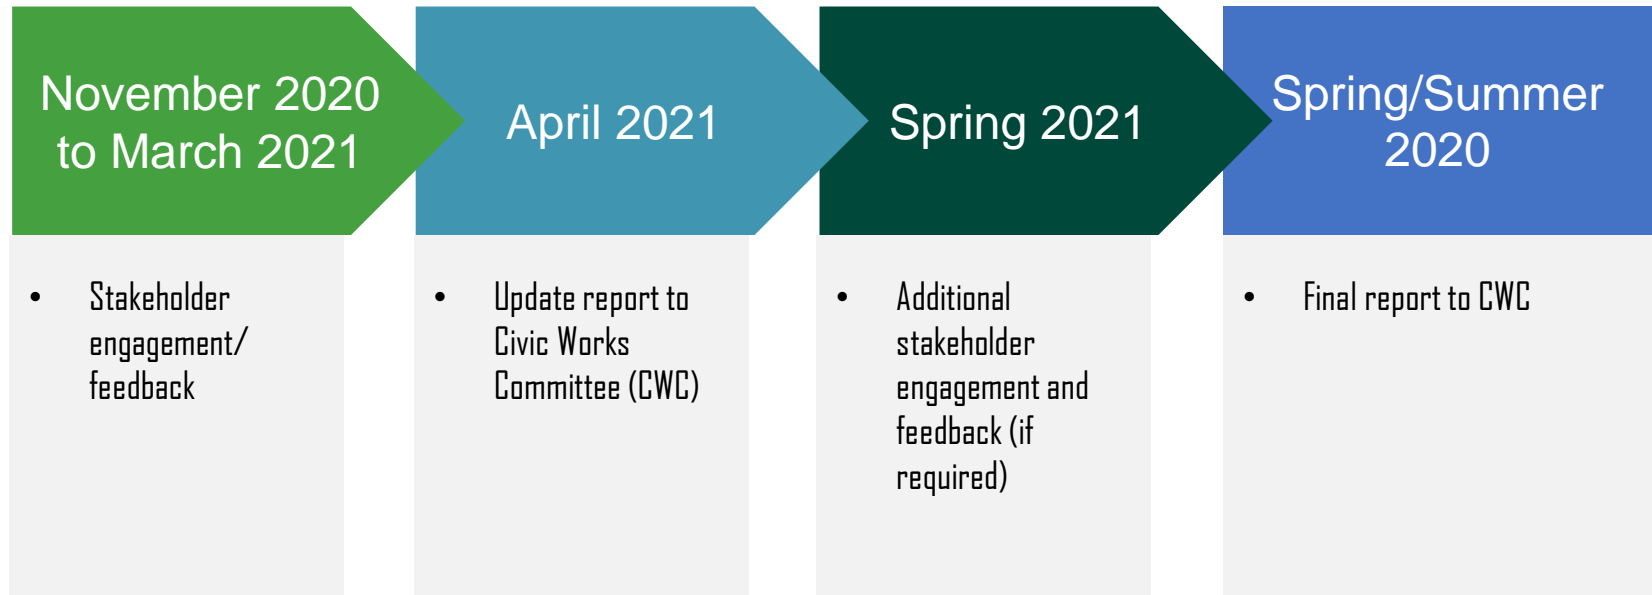 November 2020
to March 2021
April 2021
Spring 2021
Spring/Summer
2020
• Stakeholder
engagement/
feedback
• Update report to
Civic Works
Committee (CWC)
• Additional
stakeholder
engagement and
feedback (if
required)
• Final report to CWC